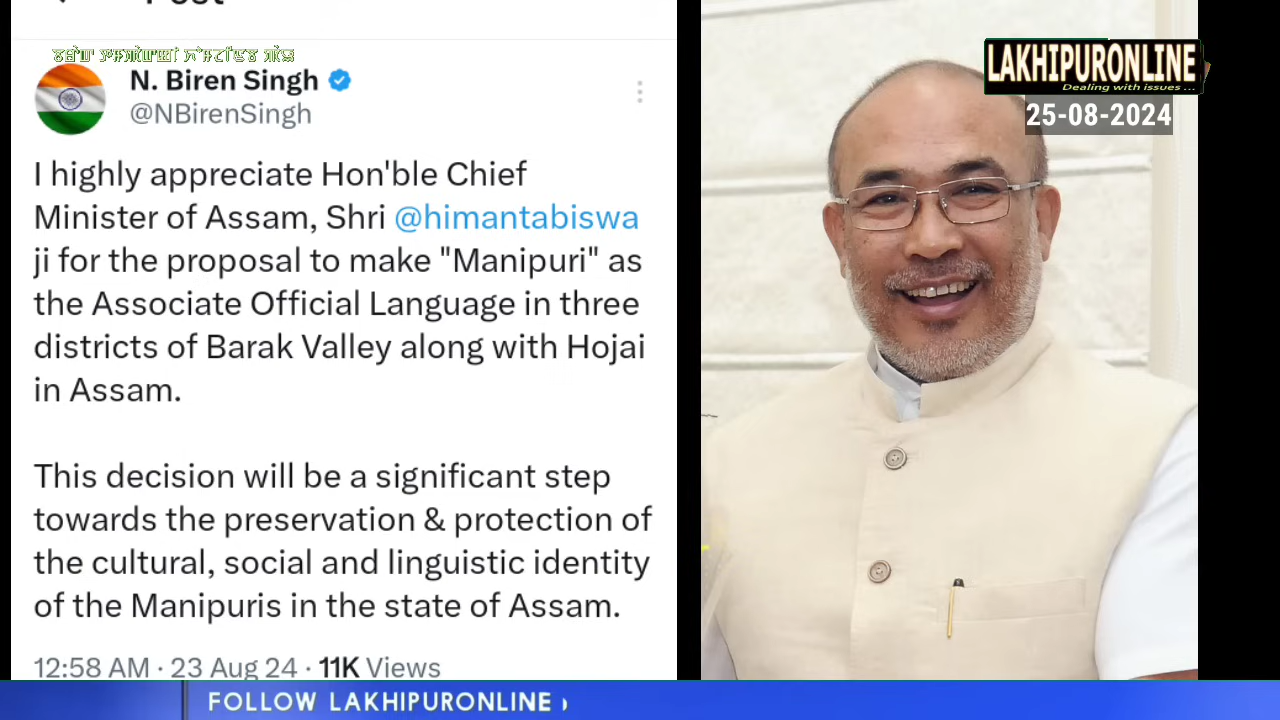 N. Biren Singh
@NBirenSingh
I highly appreciate Hon'ble Chief
Minister of Assam, Shri @himantabiswa
ji for the proposal to make "Manipuri" as
the Associate Official Language in three
districts of Barak Valley along with Hojai
in Assam.
This decision will be a significant step
towards the preservation & protection of
the cultural, social and linguistic identity
of the Manipuris in the state of Assam.
12:58 AM · 23 Aug 24 · 11K Views
LAKHIPURONLINE
Dealing with issues ...
25-08-2024
FOLLOW LAKHIPURONLINE